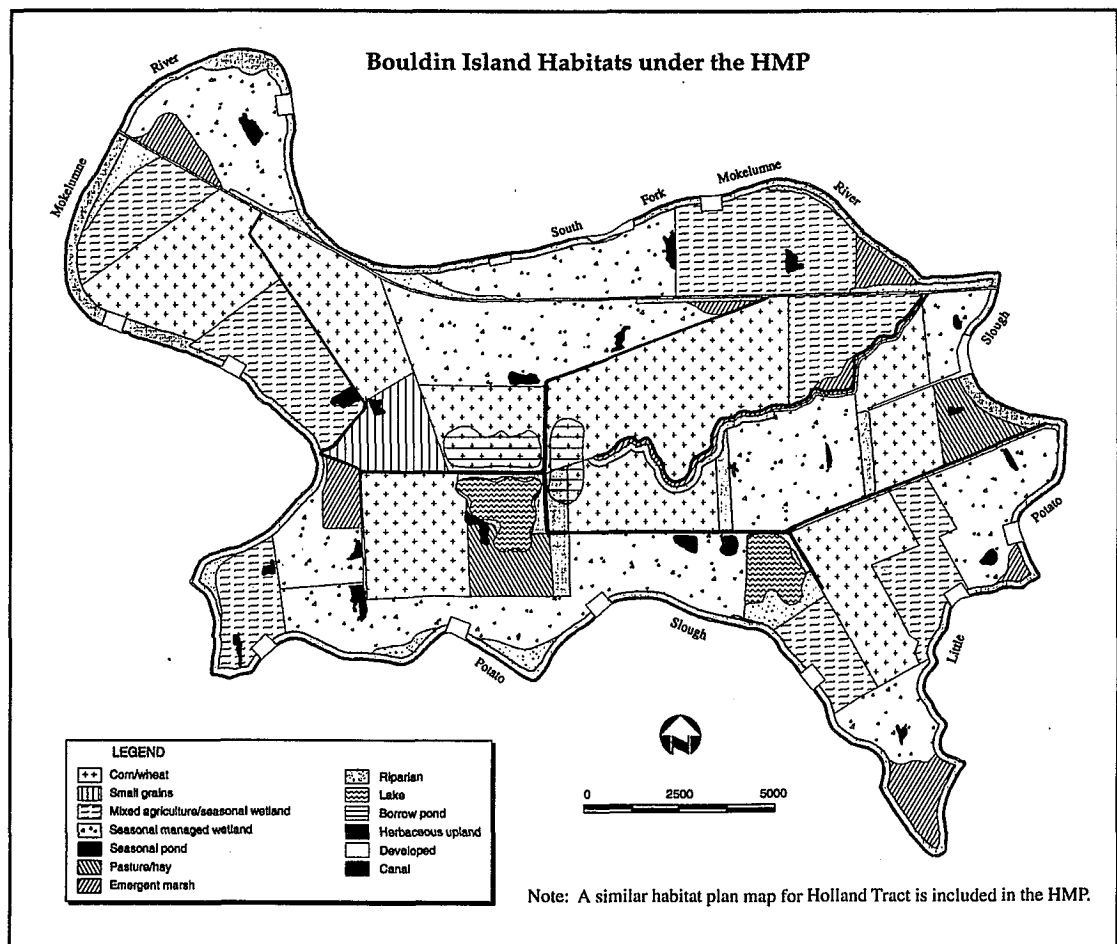 Bouldin Island Habitats under the HMP
River
Mokelumne
South
Fork
Mokelumne
River
Slough
Potato
Little
Slough
Potato
LEGEND
Corn/wheat
Small grains
Mixed agriculture/seasonal wetland
Seasonal managed wetland
Seasonal pond
Pasture/hay
Emergent marsh
Riparian
Lake
Borrow pond
Herbaceous upland
Developed
Canal
N
0 2500 5000
Note: A similar habitat plan map for Holland Tract is included in the HMP.